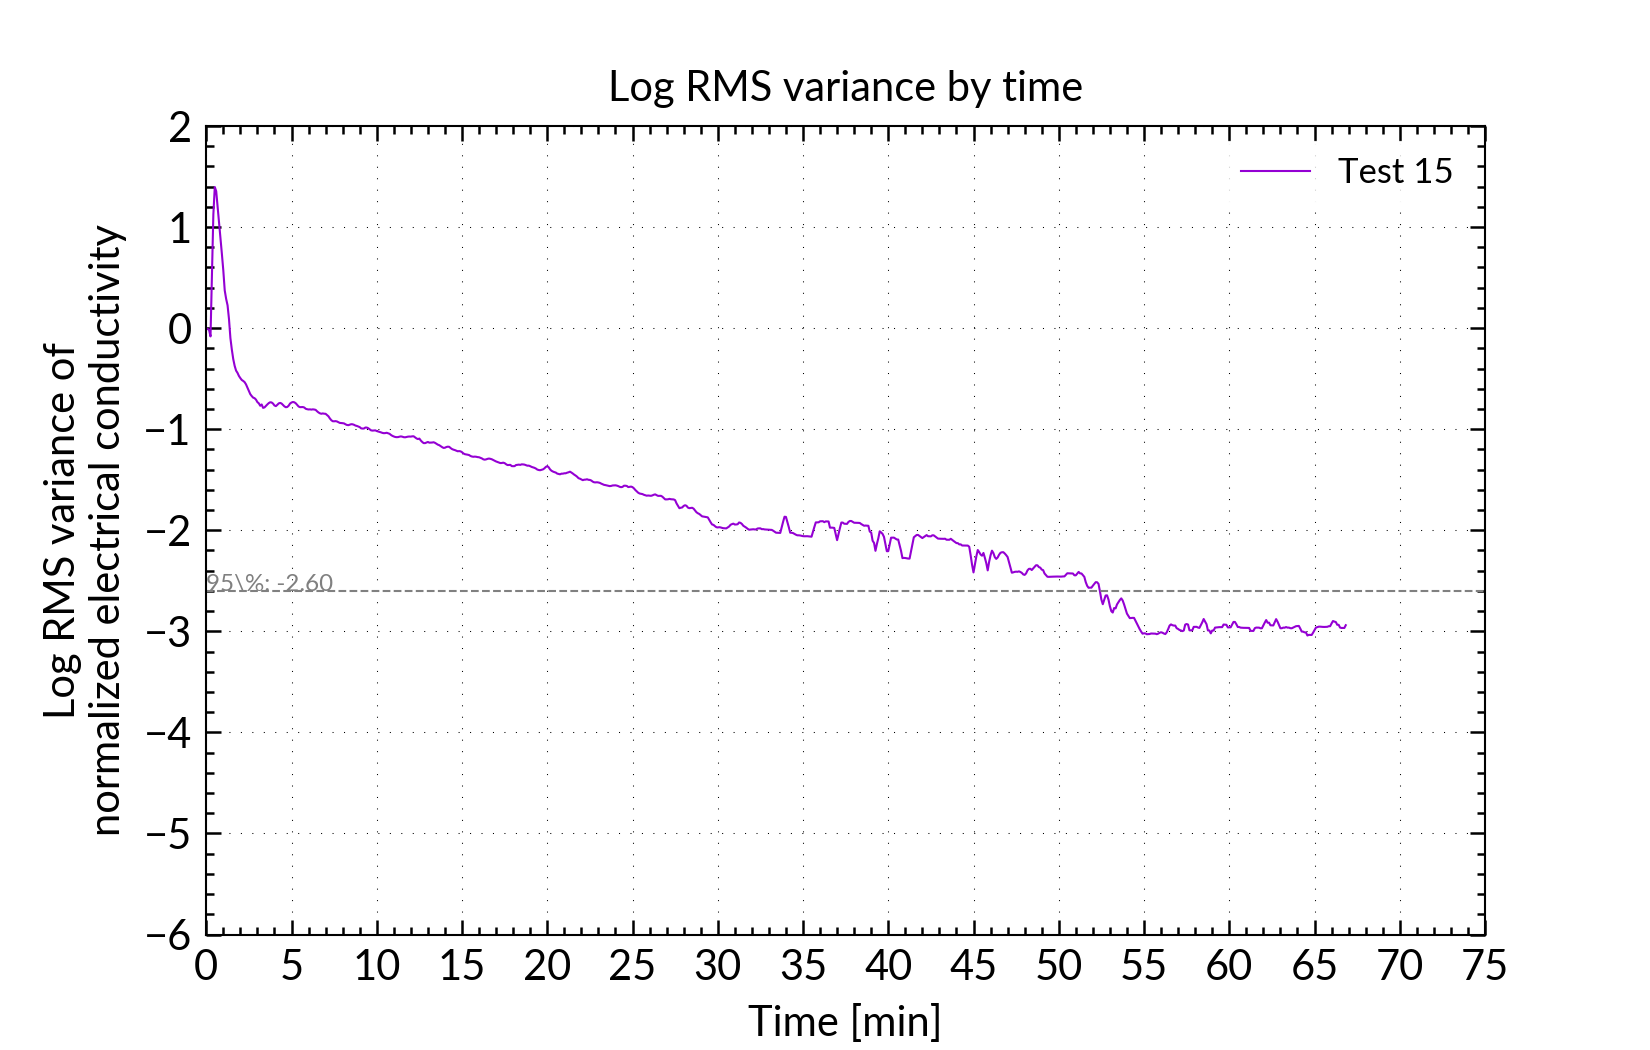 Log RMS variance by time
Test 15
2
1
0
−1
−2
−3
−4
−5
−6
95\%: -2.60
Log RMS variance of
normalized electrical conductivity
0 5 10 15 20 25 30 35 40 45 50 55 60 65 70 75
Time [min]